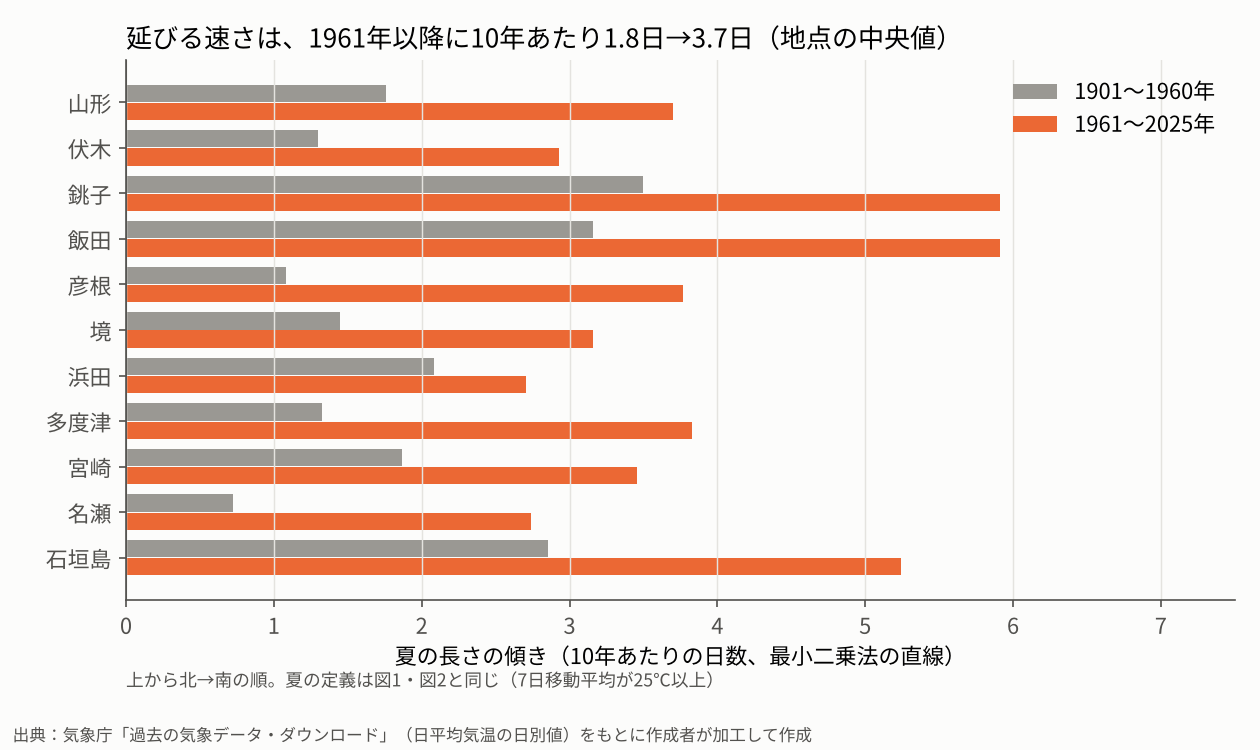 延びる速さは、1961年以降に10年あたり1.8日→3.7日（地点の中央値）
1901〜1960年
1961〜2025年
山形
伏木
銚子
飯田
彦根
境
浜田
多度津
宮崎
名瀬
石垣島
0 1 2 3 4 5 6 7
夏の長さの傾き（10年あたりの日数、最小二乗法の直線）
上から北→南の順。夏の定義は図1・図2と同じ（7日移動平均が25℃以上）
出典：気象庁「過去の気象データ・ダウンロード」（日平均気温の日別値）をもとに作成者が加工して作成